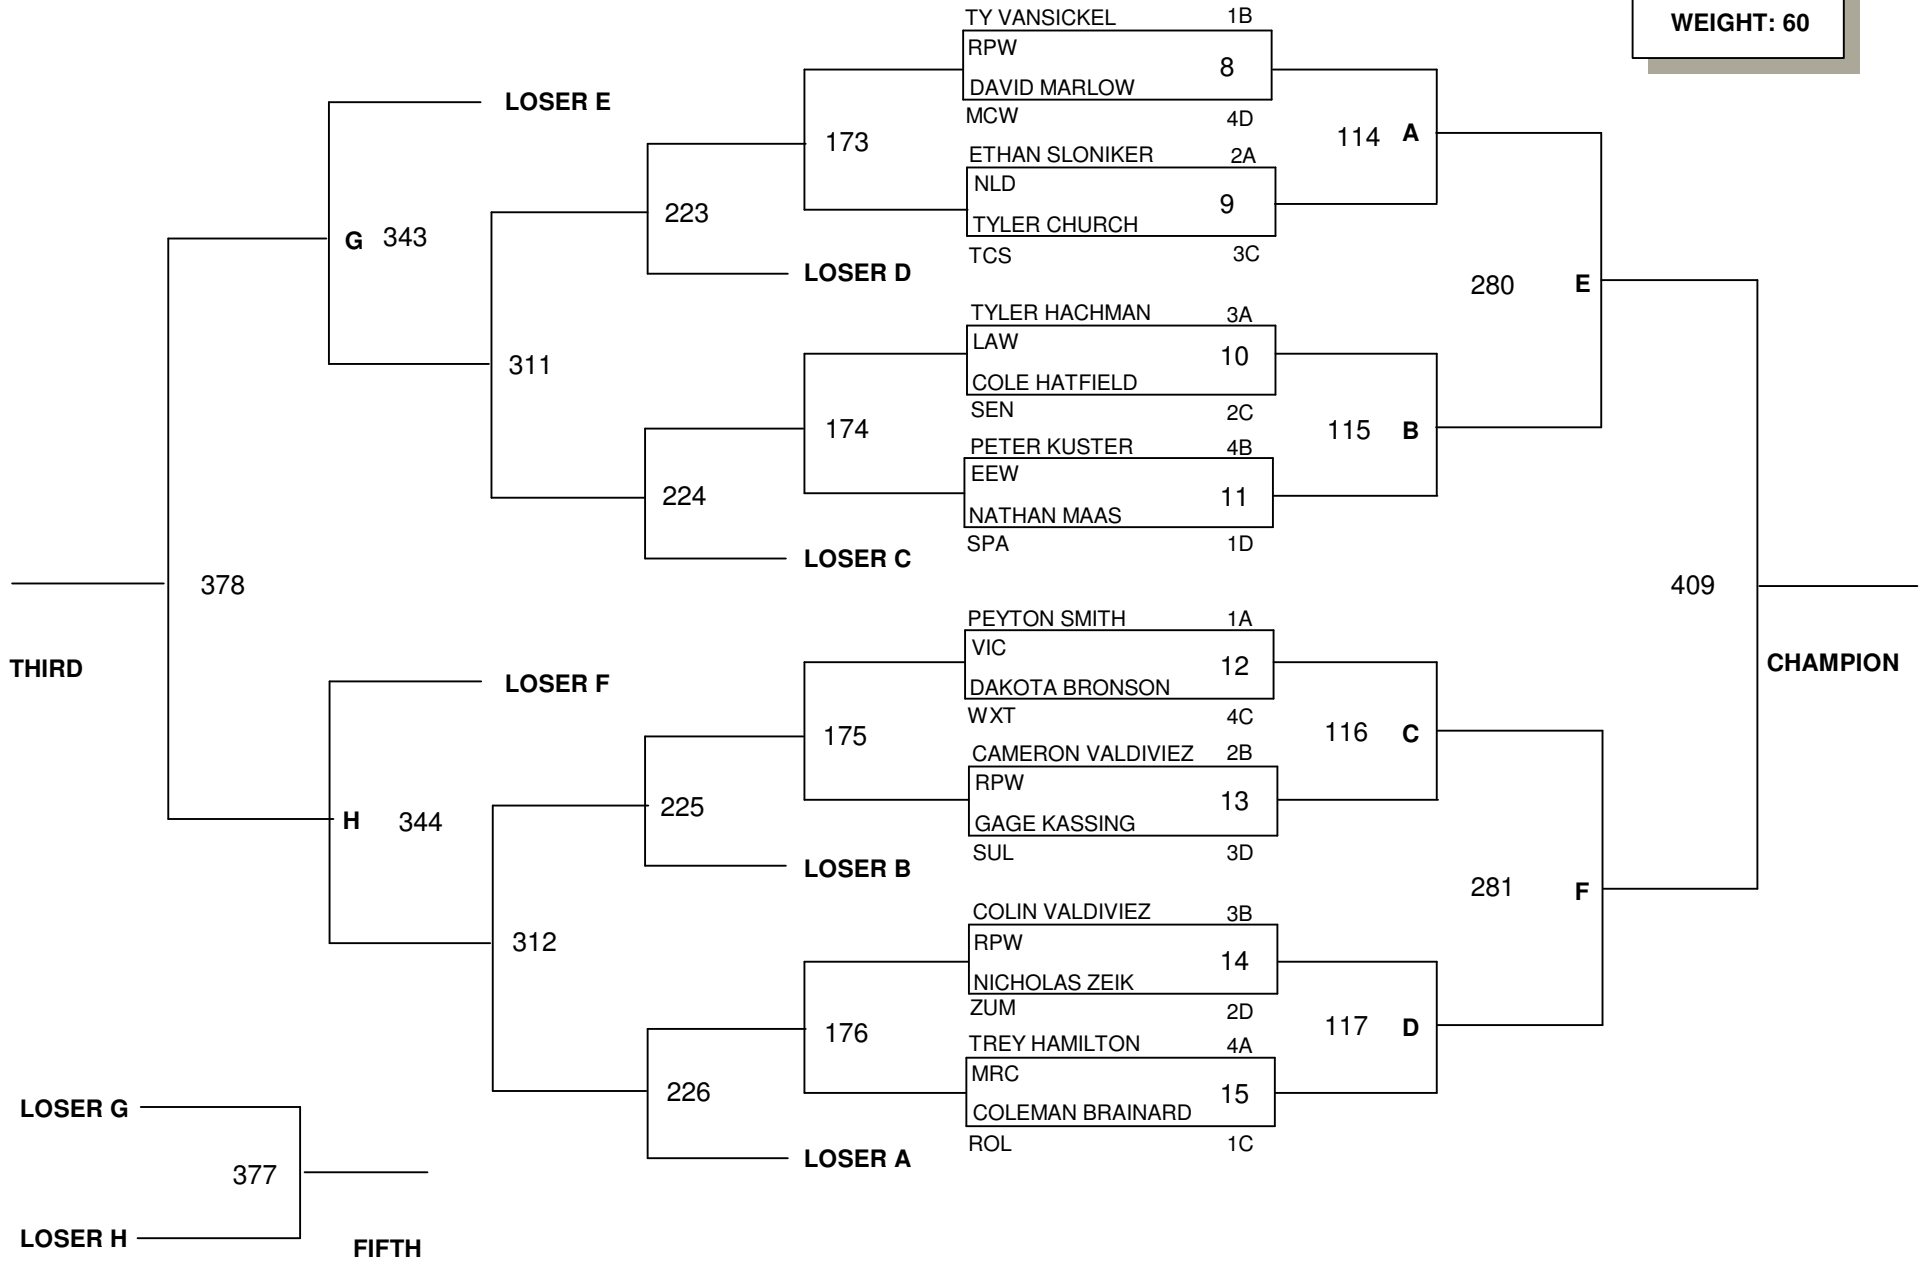 WEIGHT: 60
TY VANSICKEL 1B
RPW
8
DAVID MARLOW
MCW 4D
ETHAN SLONIKER 2A
NLD
9
TYLER CHURCH
TCS 3C
TYLER HACHMAN 3A
LAW
10
COLE HATFIELD
SEN 2C
PETER KUSTER 4B
EEW
11
NATHAN MAAS
SPA 1D
PEYTON SMITH 1A
VIC
12
DAKOTA BRONSON
WXT 4C
CAMERON VALDIVIEZ 2B
RPW
13
GAGE KASSING
SUL 3D
COLIN VALDIVIEZ 3B
RPW
14
NICHOLAS ZEIK
ZUM 2D
TREY HAMILTON 4A
MRC
15
COLEMAN BRAINARD
ROL 1C
114 A
115 B
116 C
117 D
280 E
281 F
409
CHAMPION
173
174
175
176
223
LOSER D
224
LOSER C
225
LOSER B
226
LOSER A
311
312
LOSER E
G 343
LOSER F
H 344
378
THIRD
LOSER G
377
LOSER H
FIFTH